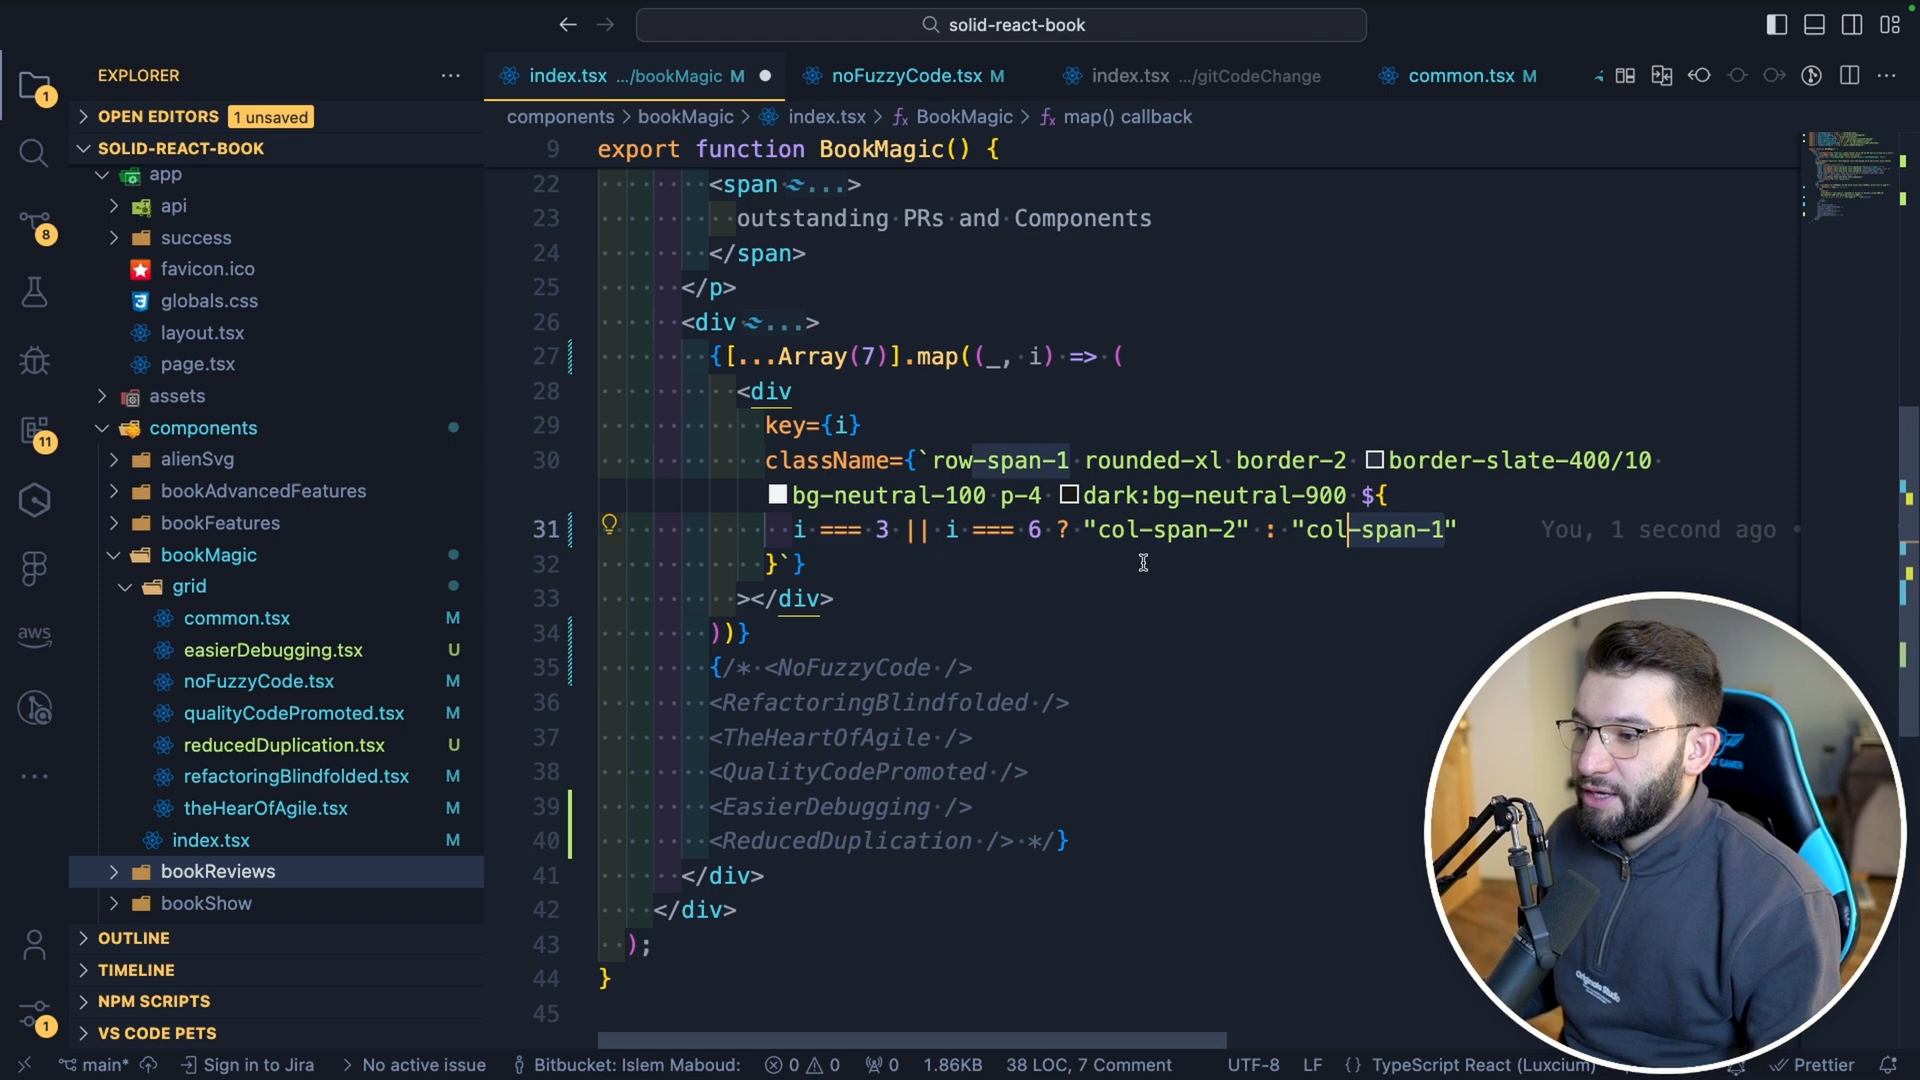 solid-react-book
EXPLORER
OPEN EDITORS 1 unsaved
SOLID-REACT-BOOK
app
api
success
favicon.ico
globals.css
layout.tsx
page.tsx
assets
components
alienSvg
bookAdvancedFeatures
bookFeatures
bookMagic
grid
common.tsx M
easierDebugging.tsx U
noFuzzyCode.tsx M
qualityCodePromoted.tsx M
reducedDuplication.tsx U
refactoringBlindfolded.tsx M
theHearOfAgile.tsx M
index.tsx M
bookReviews
bookShow
OUTLINE
TIMELINE
NPM SCRIPTS
VS CODE PETS
1
8
11
aws
1
index.tsx .../bookMagic M
noFuzzyCode.tsx M
index.tsx .../gitCodeChange
common.tsx M
components > bookMagic > index.tsx > BookMagic > map() callback
9 export function BookMagic() {
22 <span ...>
23 outstanding PRs and Components
24 </span>
25 </p>
26 <div ...>
27 {[...Array(7)].map((_, i) => (
28 <div
29 key={i}
30 className={`row-span-1 rounded-xl border-2 border-slate-400/10
bg-neutral-100 p-4 dark:bg-neutral-900 ${
31 i === 3 || i === 6 ? "col-span-2" : "col-span-1" You, 1 second ago •
32 }`}
33 ></div>
34 ))}
35 {/* <NoFuzzyCode />
36 <RefactoringBlindfolded />
37 <TheHeartOfAgile />
38 <QualityCodePromoted />
39 <EasierDebugging />
40 <ReducedDuplication /> */}
41 </div>
42 </div>
43 );
44 }
45
main* Sign in to Jira No active issue Bitbucket: Islem Maboud: 0 0 0 1.86KB 38 LOC, 7 Comment UTF-8 LF {} TypeScript React (Luxcium) Prettier